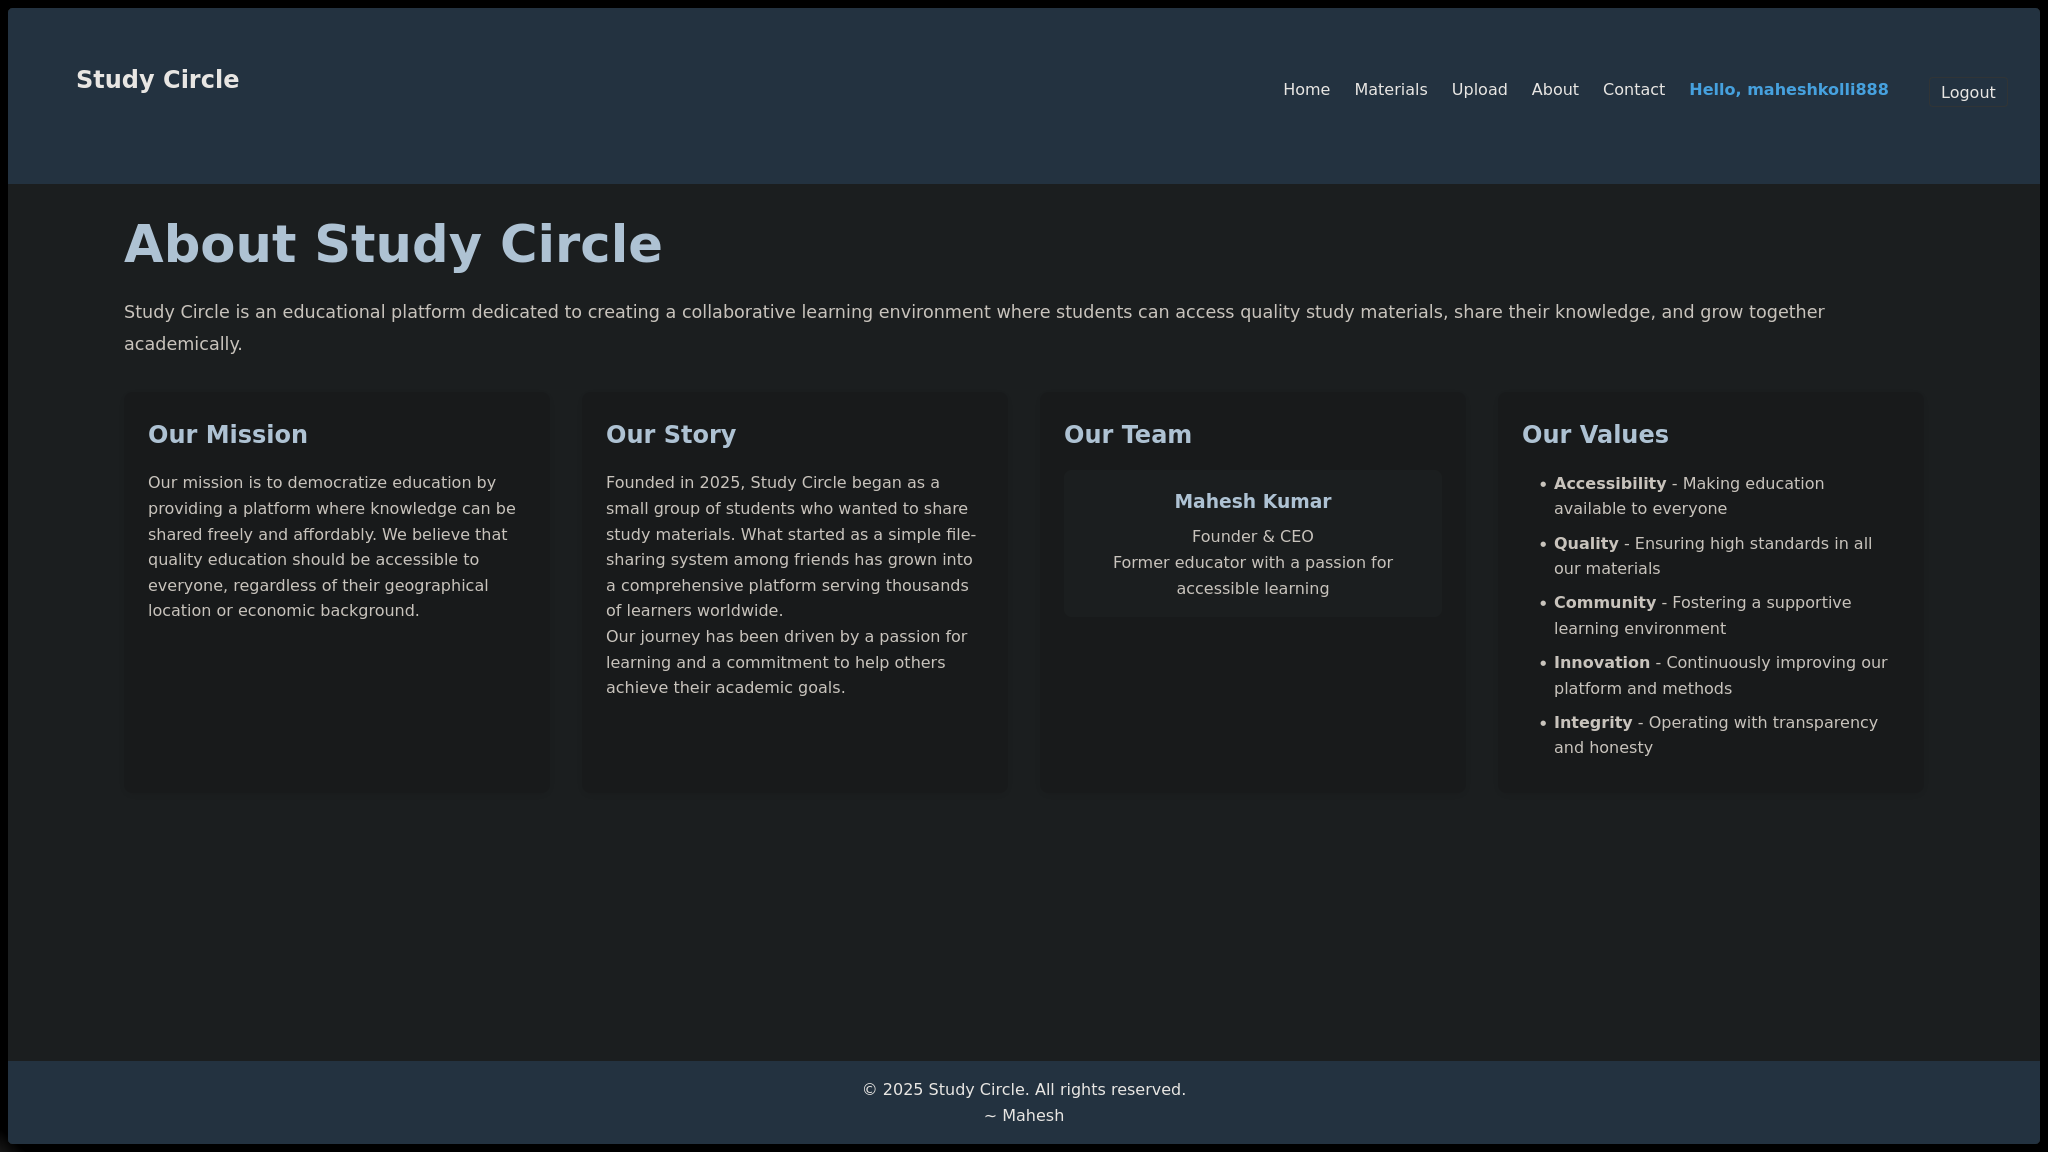 Study Circle
Home Materials Upload About Contact Hello, maheshkolli888 Logout
About Study Circle
Study Circle is an educational platform dedicated to creating a collaborative learning environment where students can access quality study materials, share their knowledge, and grow together
academically.
Our Mission
Our mission is to democratize education by
providing a platform where knowledge can be
shared freely and affordably. We believe that
quality education should be accessible to
everyone, regardless of their geographical
location or economic background.
Our Story
Founded in 2025, Study Circle began as a
small group of students who wanted to share
study materials. What started as a simple file-
sharing system among friends has grown into
a comprehensive platform serving thousands
of learners worldwide.
Our journey has been driven by a passion for
learning and a commitment to help others
achieve their academic goals.
Our Team
Mahesh Kumar
Founder & CEO
Former educator with a passion for
accessible learning
Our Values
• Accessibility - Making education
available to everyone
• Quality - Ensuring high standards in all
our materials
• Community - Fostering a supportive
learning environment
• Innovation - Continuously improving our
platform and methods
• Integrity - Operating with transparency
and honesty
© 2025 Study Circle. All rights reserved.
~ Mahesh